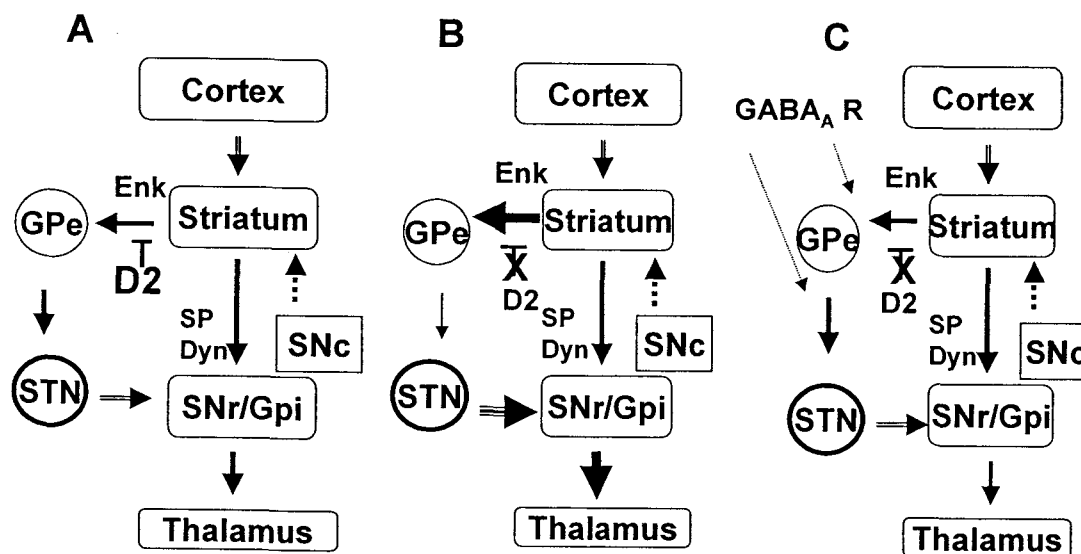 A
Cortex
Enk
GPe
Striatum
D2
SP
Dyn
SNc
STN
SNr/Gpi
Thalamus
B
Cortex
Enk
GPe
Striatum
X
D2
SP
Dyn
SNc
STN
SNr/Gpi
Thalamus
C
Cortex
GABAA R
Enk
GPe
Striatum
X
D2
SP
Dyn
SNc
STN
SNr/Gpi
Thalamus